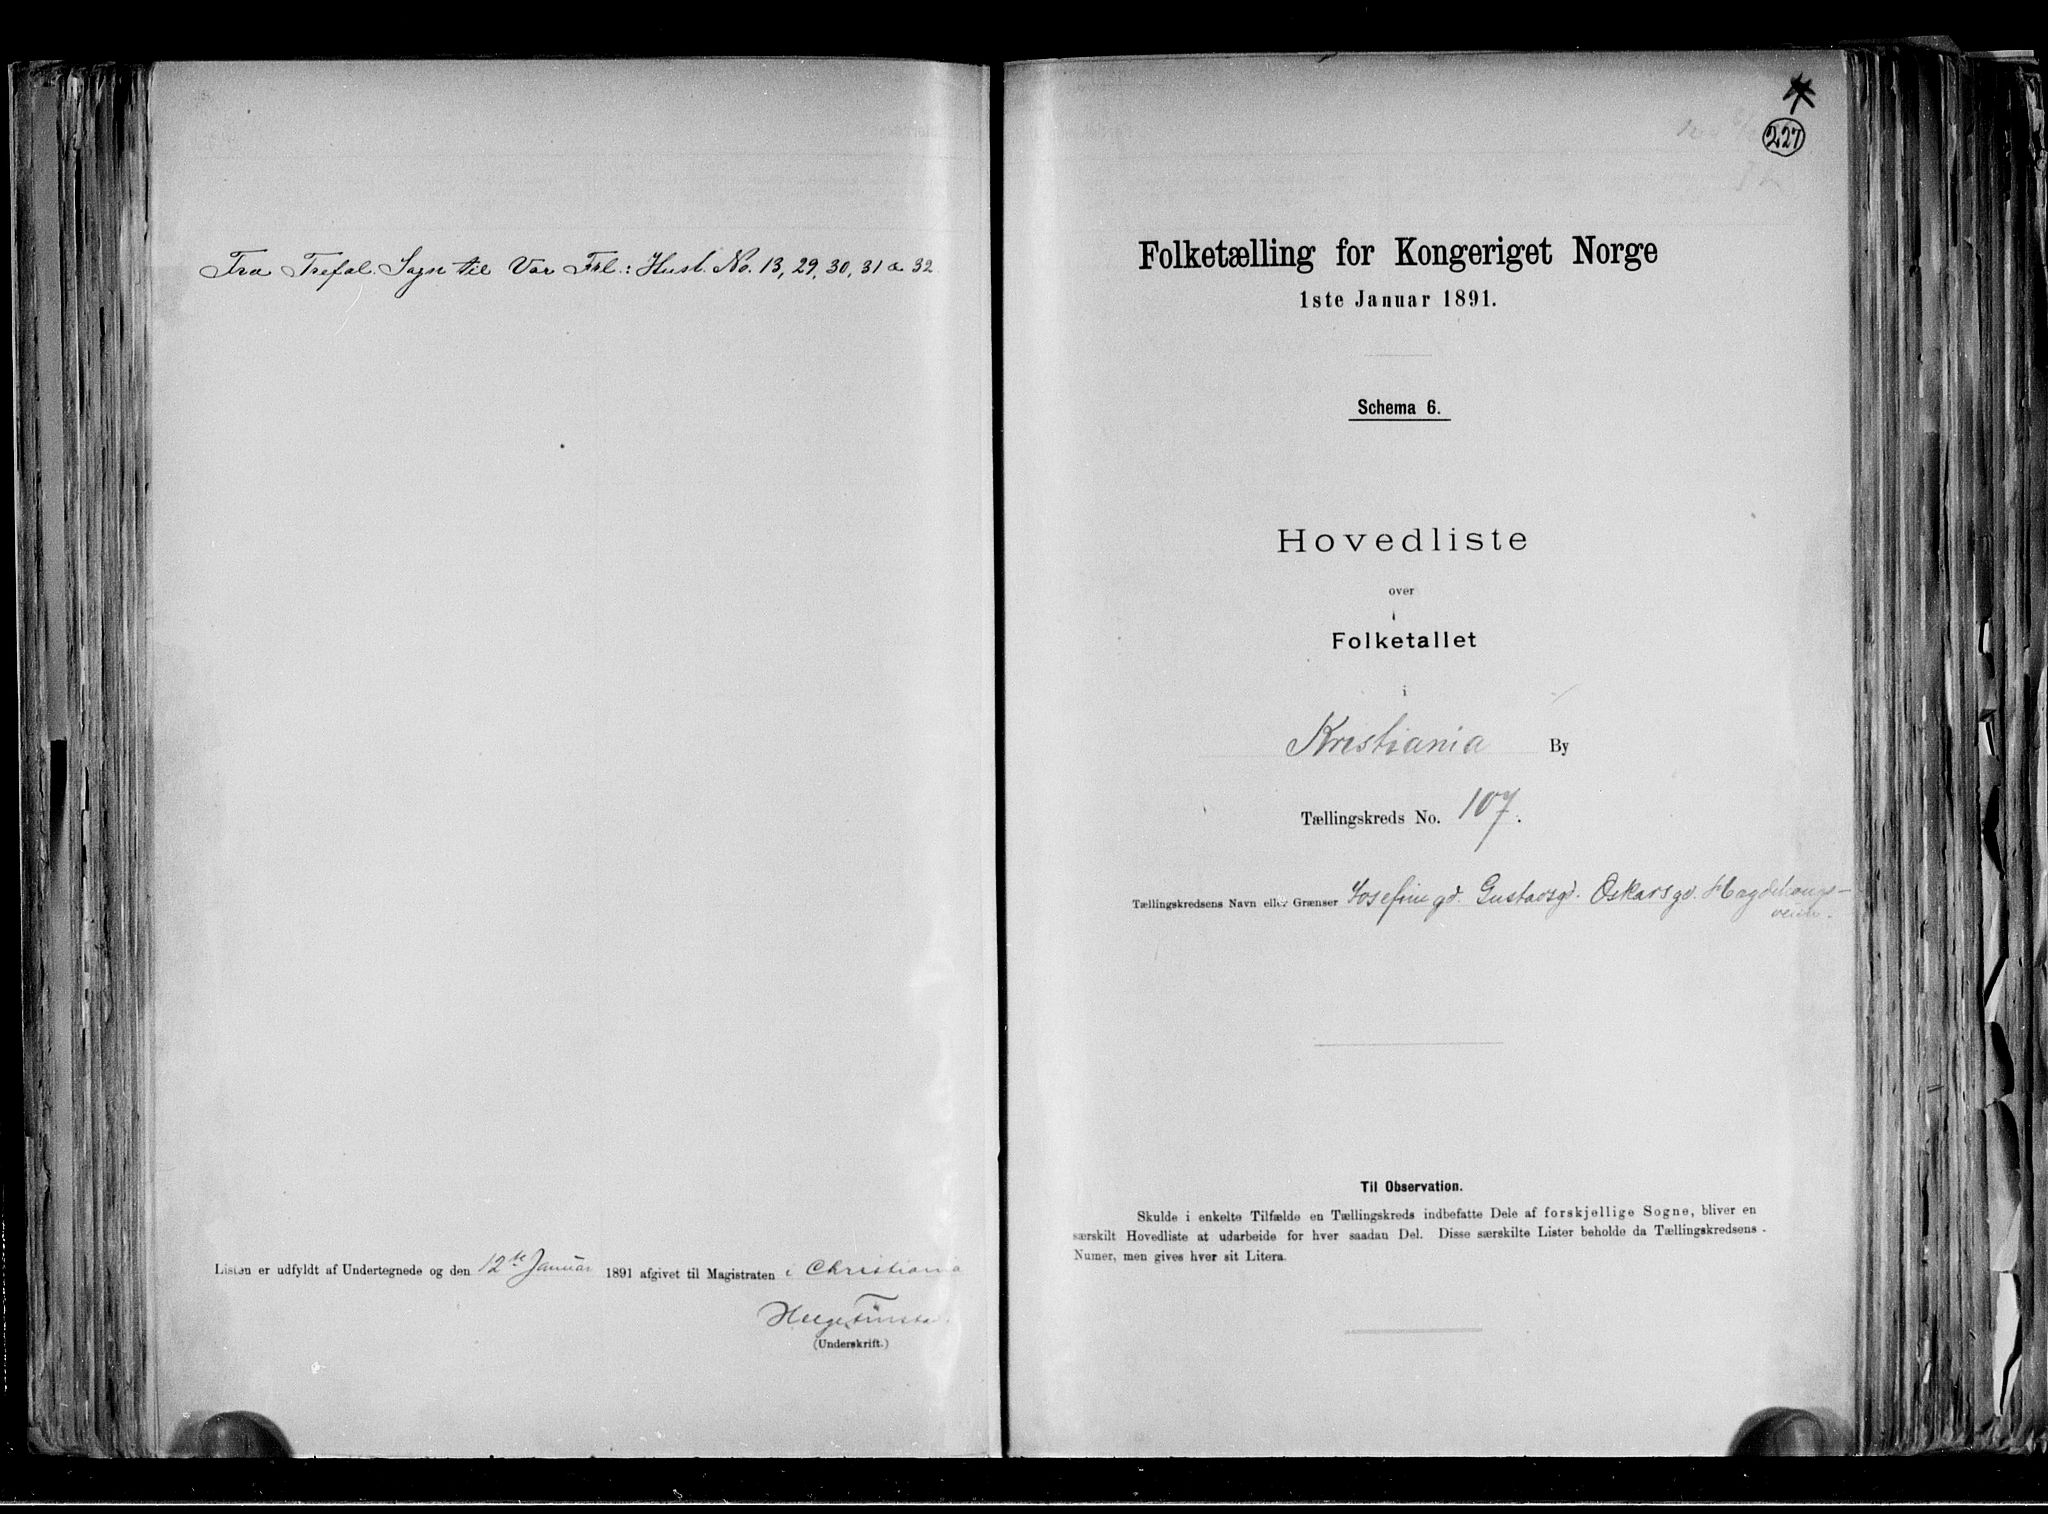 Fra Trefol. Sogn til Vor Frl.: Husl. No. 13, 29, 30, 31 & 32
Listen er udfyldt af Undertegnede og den 12te Januar 1891 afgivet til Magistraten i Christiania
Helge
(Underskrift.)
227
Folketælling for Kongeriget Norge
1ste Januar 1891.
Schema 6.
Hovedliste
over
Folketallet
i
Kristiania By
Tællingskreds No. 107.
Tællingskredsens Navn eller Grænser Josefinegd. Gustavsgd. Oskarsgd. Hægdehaugs-
veien.
Til Observation.
Skulde i enkelte Tilfælde en Tællingskreds indbefatte Dele af forskjellige Sogne, bliver en
særskilt Hovedliste at udarbeide for hver saadan Del. Disse særskilte Lister beholde da Tællingskredsens
Numer, men gives hver sit Litera.